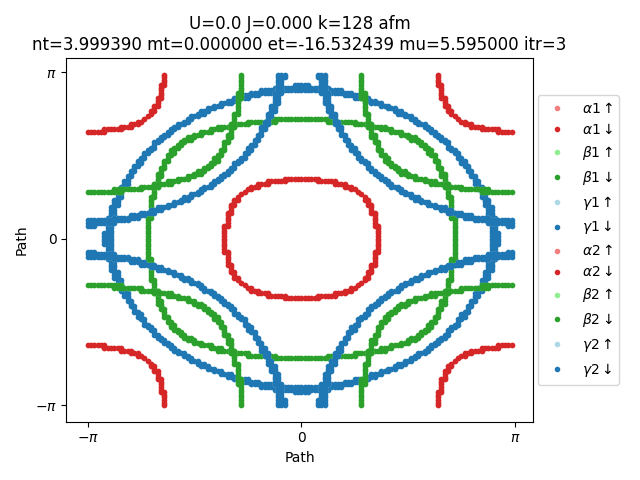 U=0.0 J=0.000 k=128 afm
nt=3.999390 mt=0.000000 et=-16.532439 mu=5.595000 itr=3
π
0
−π
Path
−π
0
π
Path
α1↑
α1↓
β1↑
β1↓
γ1↑
γ1↓
α2↑
α2↓
β2↑
β2↓
γ2↑
γ2↓